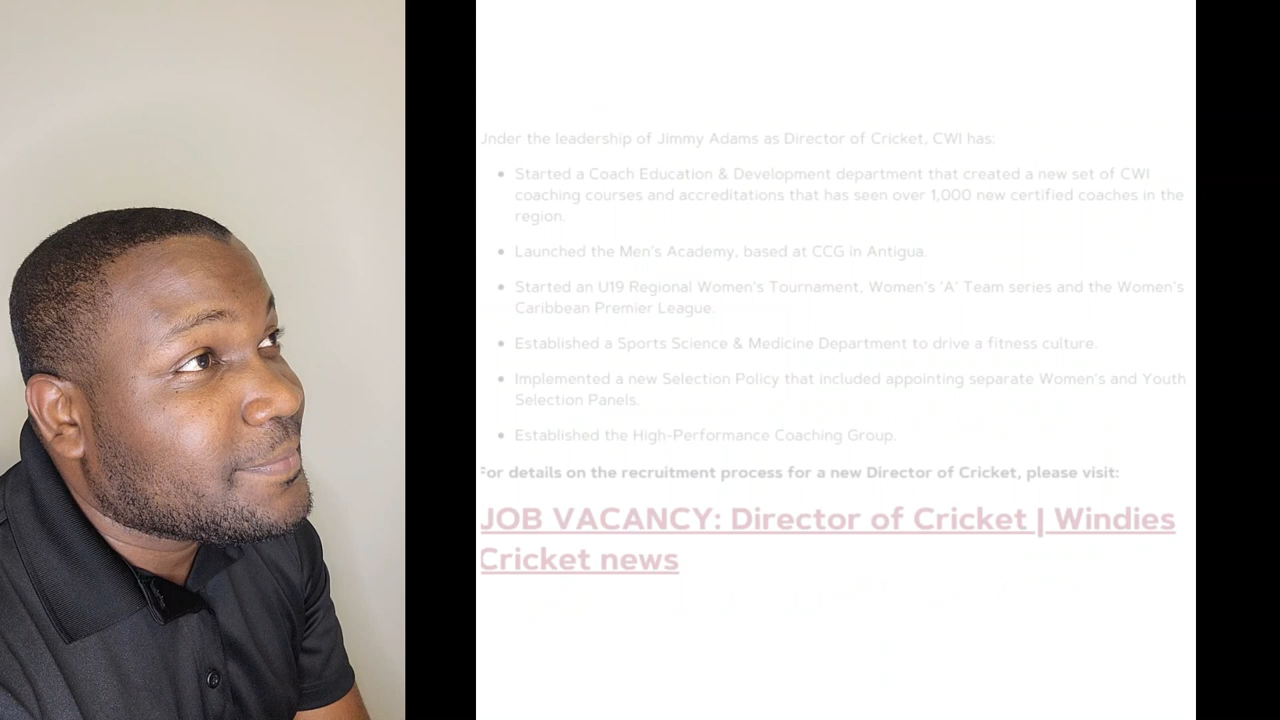 Under the leadership of Jimmy Adams as Director of Cricket, CWI has:
• Started a Coach Education & Development department that created a new set of CWI
coaching courses and accreditations that has seen over 1,000 new certified coaches in the
region.
• Launched the Men's Academy, based at CCG in Antigua.
• Started an U19 Regional Women's Tournament, Women's 'A' Team series and the Women's
Caribbean Premier League.
• Established a Sports Science & Medicine Department to drive a fitness culture.
• Implemented a new Selection Policy that included appointing separate Women's and Youth
Selection Panels.
• Established the High-Performance Coaching Group.
For details on the recruitment process for a new Director of Cricket, please visit:
JOB VACANCY: Director of Cricket | Windies
Cricket news